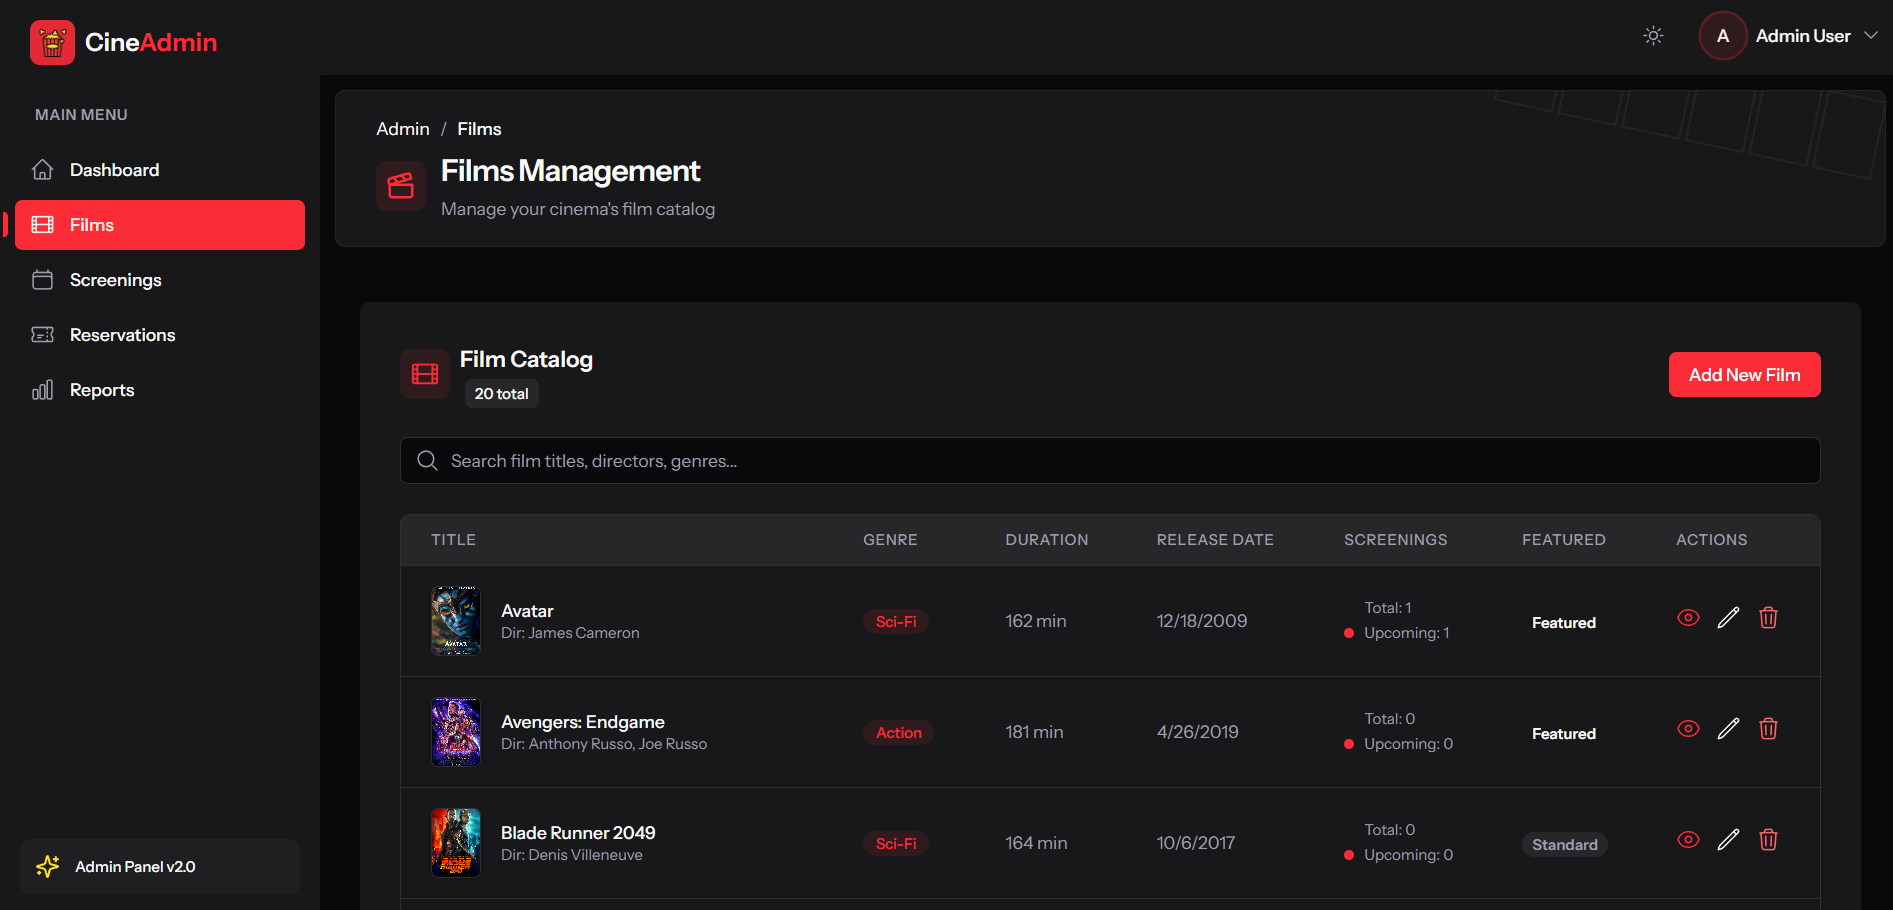 CineAdmin
A
Admin User
MAIN MENU
Dashboard
Films
Screenings
Reservations
Reports
Admin Panel v2.0
Admin / Films
Films Management
Manage your cinema's film catalog
Film Catalog
20 total
Add New Film
Search film titles, directors, genres...
TITLE GENRE DURATION RELEASE DATE SCREENINGS FEATURED ACTIONS
AVATAR
Avatar
Dir: James Cameron
Sci-Fi
162 min
12/18/2009
Total: 1
Upcoming: 1
Featured
Avengers: Endgame
Dir: Anthony Russo, Joe Russo
Action
181 min
4/26/2019
Total: 0
Upcoming: 0
Featured
Blade Runner 2049
Dir: Denis Villeneuve
Sci-Fi
164 min
10/6/2017
Total: 0
Upcoming: 0
Standard